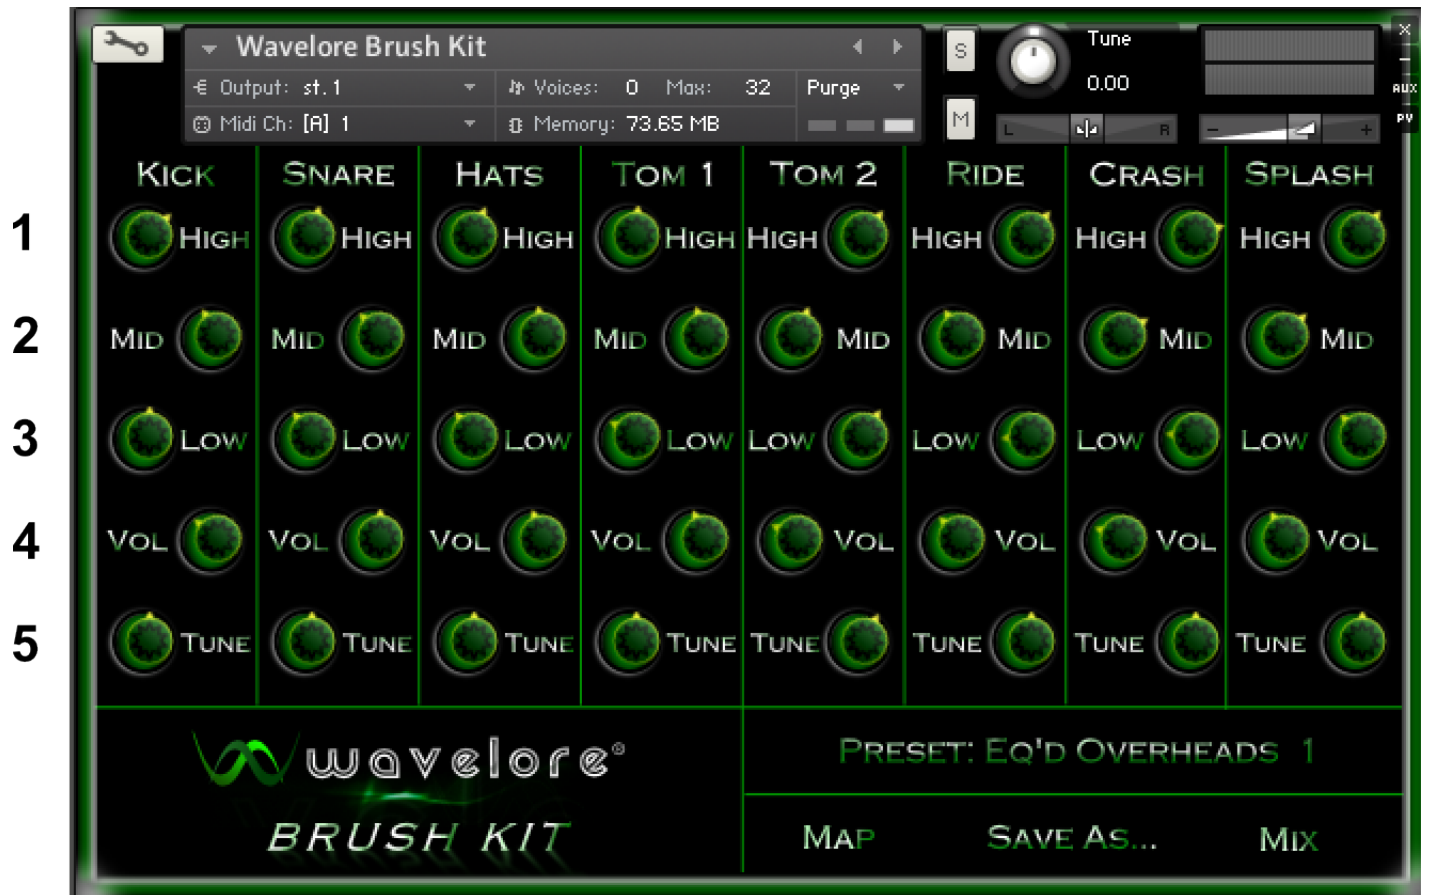 Wavelore Brush Kit
S
Tune
X
Output: st.1
Voices: 0 Max: 32
Purge
0.00
AUX
Midi Ch: [A] 1
Memory: 73.65 MB
M
L R
- +
PV
KICK SNARE HATS TOM 1 TOM 2 RIDE CRASH SPLASH
1 HIGH HIGH HIGH HIGH HIGH HIGH HIGH HIGH
2 MID MID MID MID MID MID MID MID
3 LOW LOW LOW LOW LOW LOW LOW LOW
4 VOL VOL VOL VOL VOL VOL VOL VOL
5 TUNE TUNE TUNE TUNE TUNE TUNE TUNE TUNE
wavelore®
BRUSH KIT
PRESET: EQ'D OVERHEADS 1
MAP SAVE AS... MIX